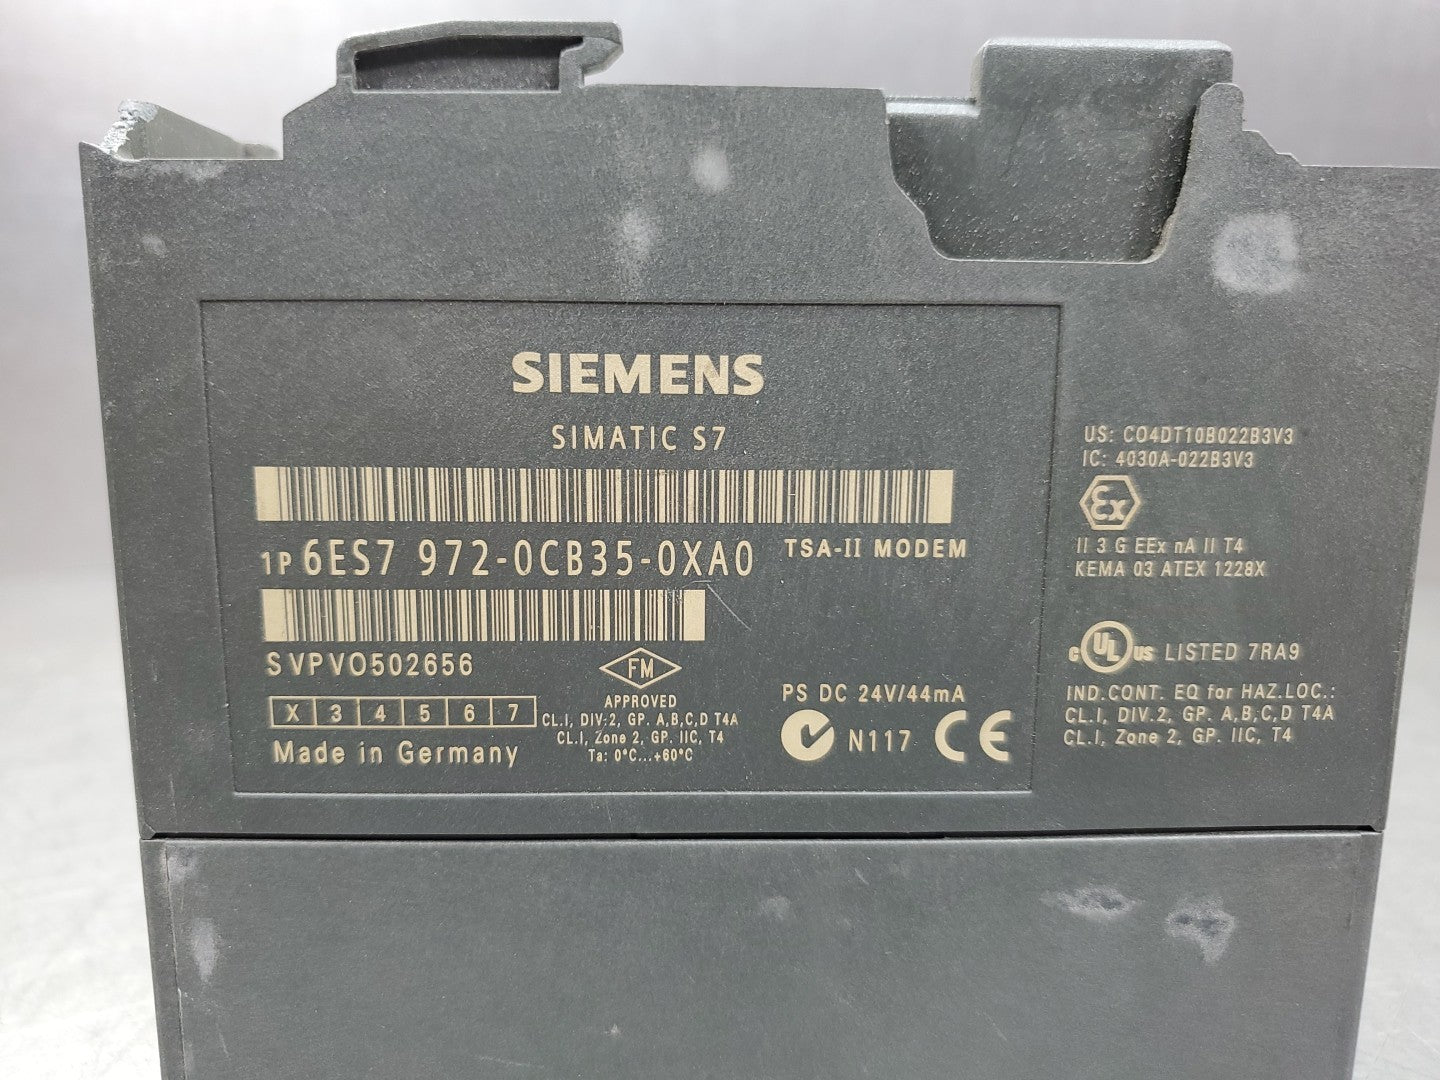 SIEMENS
SIMATIC S7
1P 6ES7 972-0CB35-0XA0
TSA-II MODEM
SVPV0502656
X 3 4 5 6 7
Made in Germany
FM
APPROVED
CL.I, DIV.2, GP. A,B,C,D T4A
CL.I, Zone 2, GP. IIC, T4
Ta: 0°C...+60°C
PS DC 24V/44mA
N117 CE
US: CO4DT10B022B3V3
IC: 4030A-022B3V3
Ex
II 3 G EEx nA II T4
KEMA 03 ATEX 1228X
c UL us LISTED 7RA9
IND.CONT. EQ for HAZ.LOC.:
CL.I, DIV.2, GP. A,B,C,D T4A
CL.I, Zone 2, GP. IIC, T4